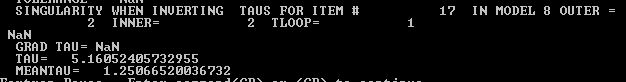 SINGULARITY WHEN INVERTING TAUS FOR ITEM # 17 IN MODEL 8 OUTER =
2 INNER= 2 TLOOP= 1
NaN
GRAD TAU= NaN
TAU= 5.16052405732955
MEANTAU= 1.25066520036732